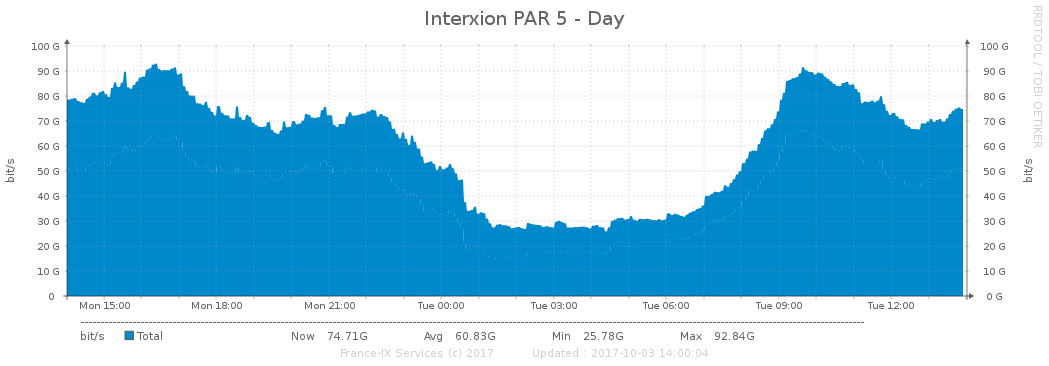 Interxion PAR 5 - Day
RRDTOOL / TOBI OETIKER
100 G 100 G
90 G 90 G
80 G 80 G
70 G 70 G
60 G 60 G
50 G 50 G
40 G 40 G
30 G 30 G
20 G 20 G
10 G 10 G
0 0 G
bit/s bit/s
Mon 15:00 Mon 18:00 Mon 21:00 Tue 00:00 Tue 03:00 Tue 06:00 Tue 09:00 Tue 12:00
bit/s Total Now 74.71G Avg 60.83G Min 25.78G Max 92.84G
France-IX Services (c) 2017 Updated : 2017-10-03 14:00:04